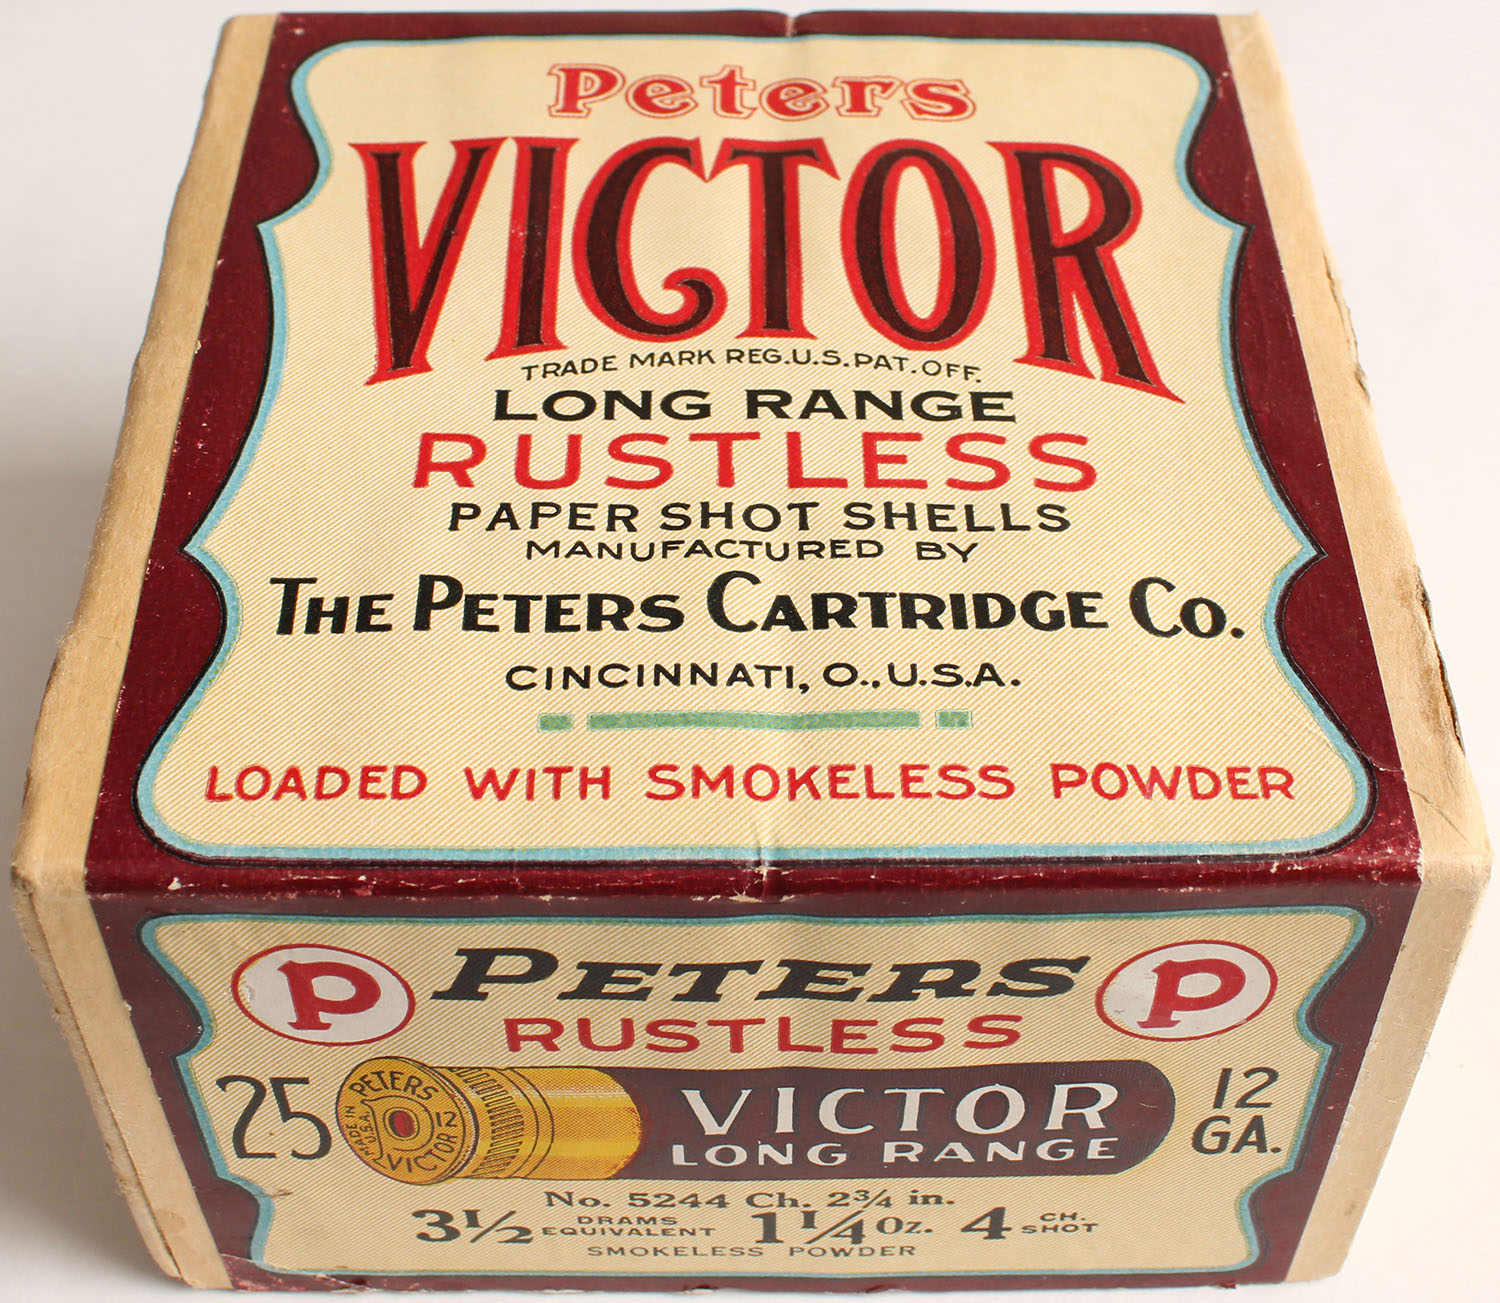 Peters
VICTOR
TRADE MARK REG.U.S.PAT.OFF.
LONG RANGE
RUSTLESS
PAPER SHOT SHELLS
MANUFACTURED BY
THE PETERS CARTRIDGE CO.
CINCINNATI, O., U.S.A.
LOADED WITH SMOKELESS POWDER
P PETERS P
RUSTLESS
25
PETERS
MADE IN U.S.A.
12
VICTOR
VICTOR
LONG RANGE
12
GA.
No. 5244 Ch. 2¾ in.
3½ DRAMS EQUIVALENT 1¼ Oz. 4 CH. SHOT
SMOKELESS POWDER